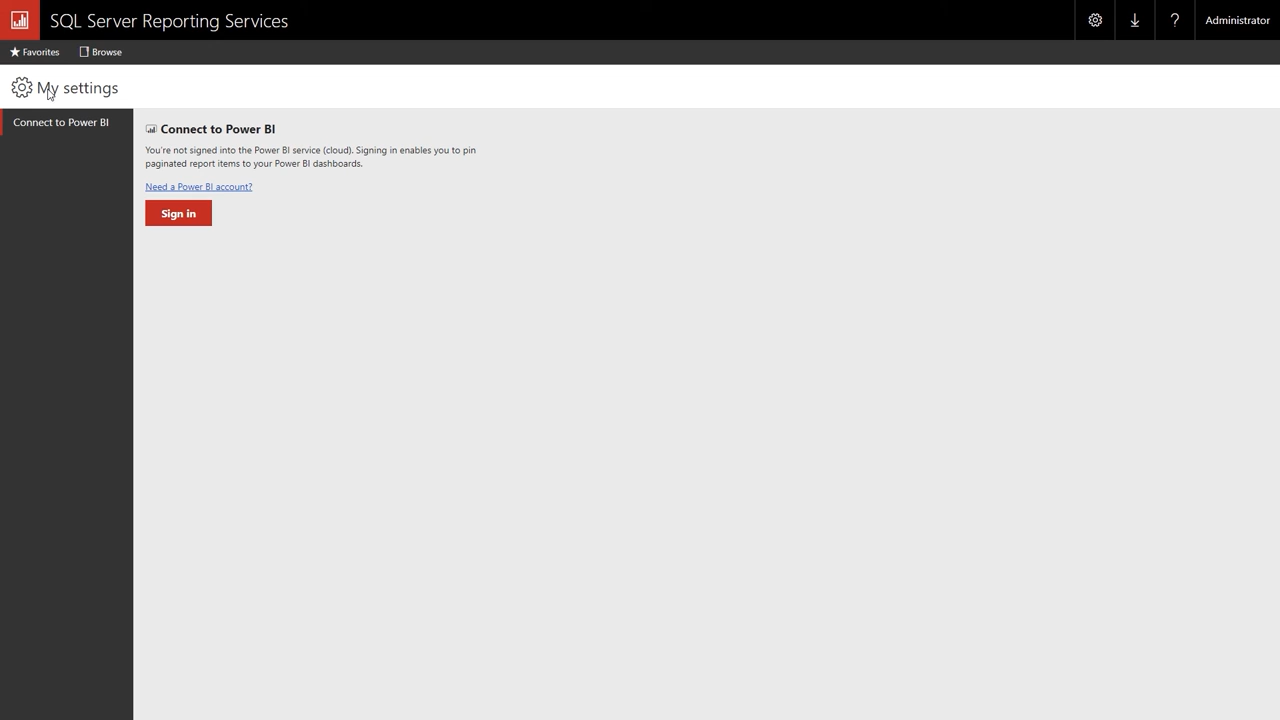 SQL Server Reporting Services
?
Administrator
Favorites
Browse
My settings
Connect to Power BI
Connect to Power BI
You're not signed into the Power BI service (cloud). Signing in enables you to pin
paginated report items to your Power BI dashboards.
Need a Power BI account?
Sign in